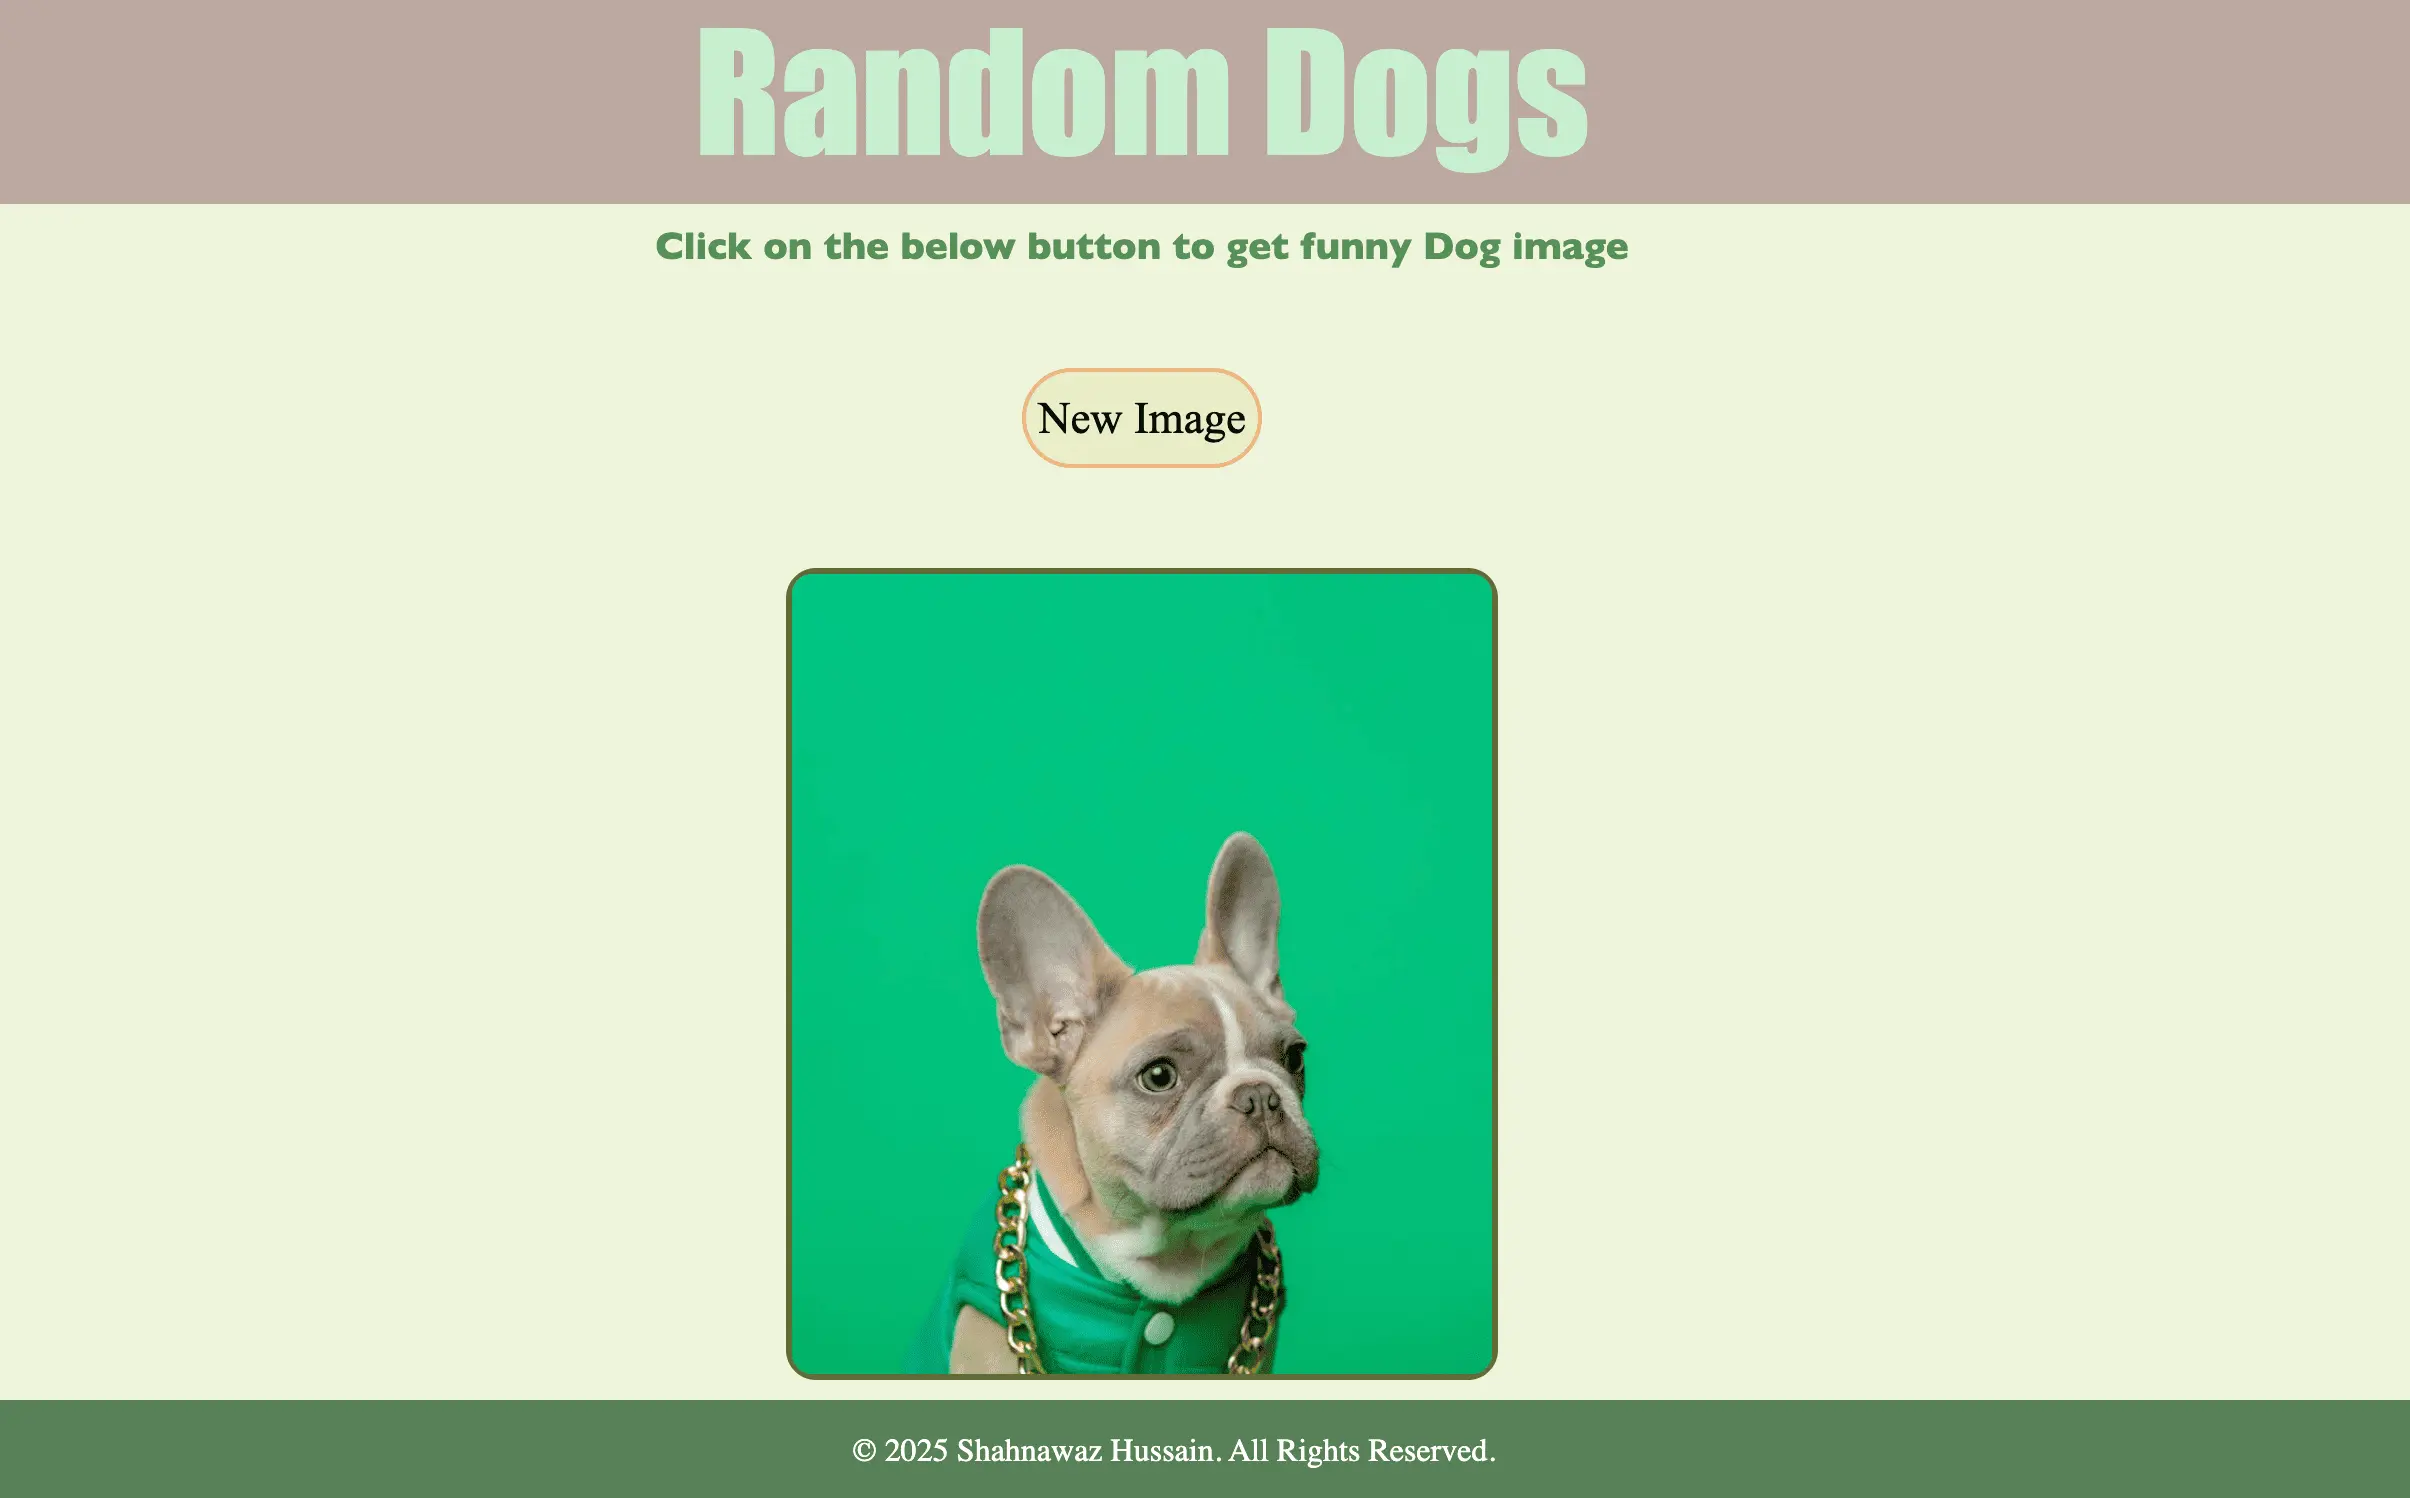 Random Dogs
Click on the below button to get funny Dog image
New Image
© 2025 Shahnawaz Hussain. All Rights Reserved.